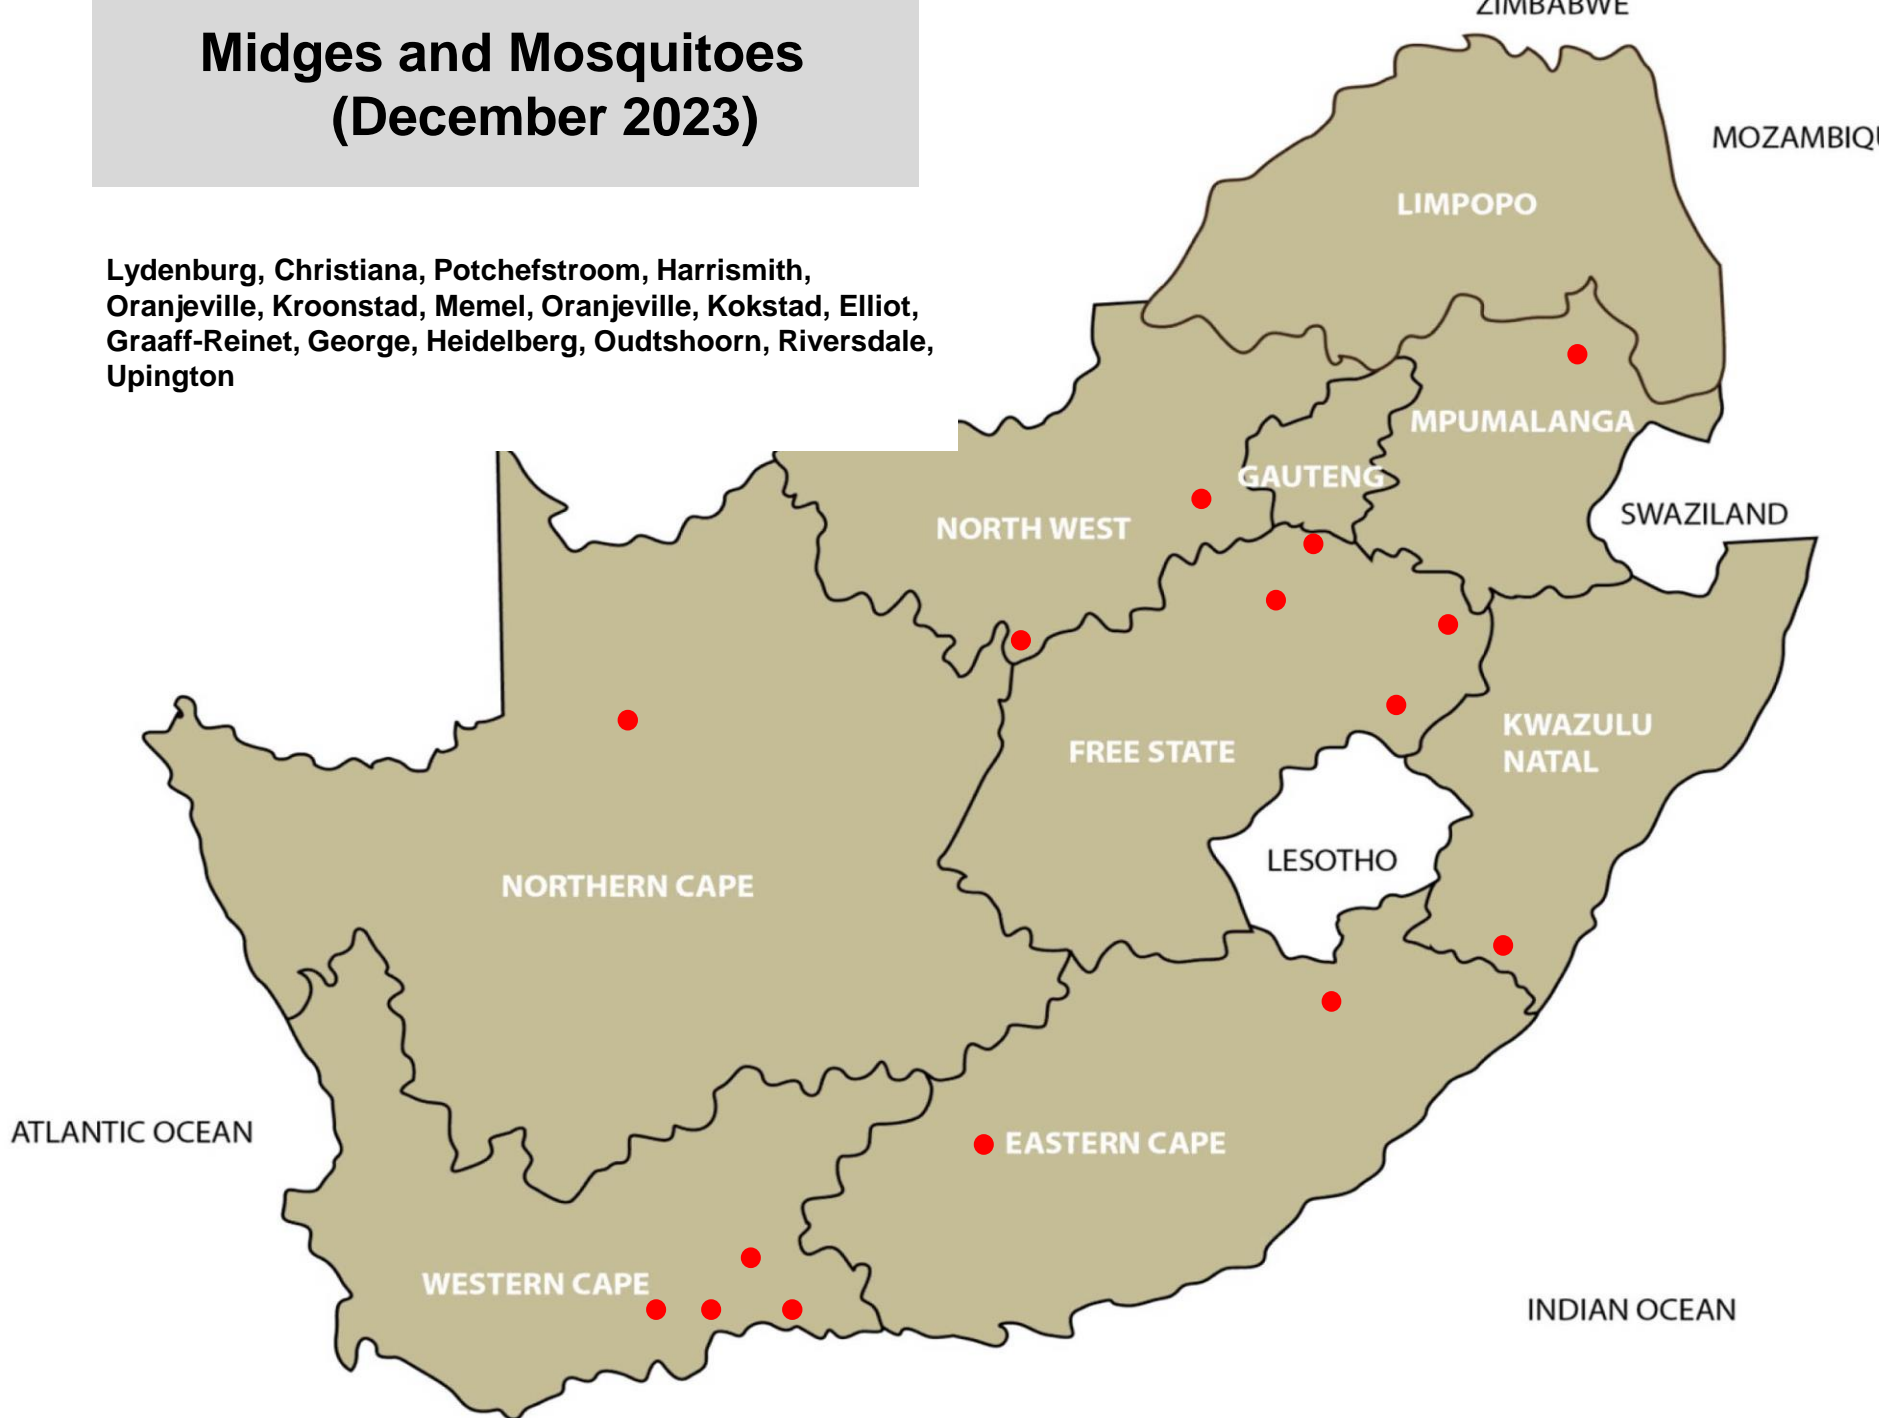 Midges and Mosquitoes
(December 2023)
Lydenburg, Christiana, Potchefstroom, Harrismith,
Oranjeville, Kroonstad, Memel, Oranjeville, Kokstad, Elliot,
Graaff-Reinet, George, Heidelberg, Oudtshoorn, Riversdale,
Upington
ZIMBABWE
MOZAMBIQU
LIMPOPO
MPUMALANGA
GAUTENG
NORTH WEST
SWAZILAND
KWAZULU
NATAL
FREE STATE
LESOTHO
NORTHERN CAPE
ATLANTIC OCEAN
EASTERN CAPE
WESTERN CAPE
INDIAN OCEAN